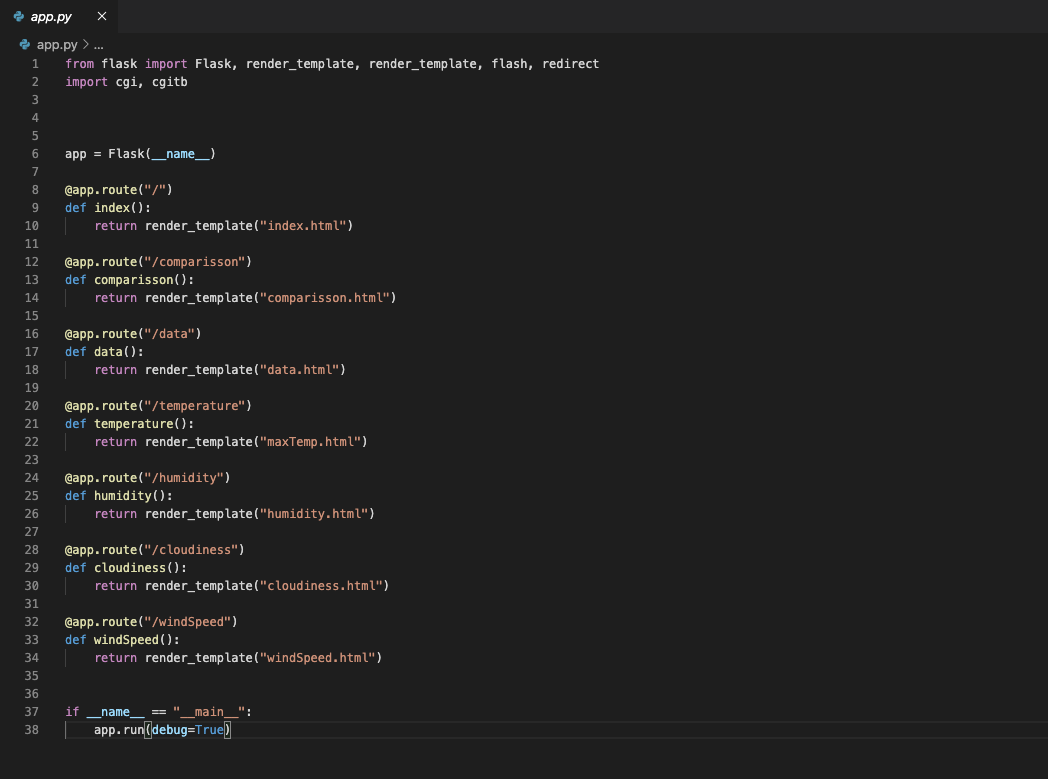 app.py
app.py > ...
1 from flask import Flask, render_template, render_template, flash, redirect
2 import cgi, cgitb
3
4
5
6 app = Flask(__name__)
7
8 @app.route("/")
9 def index():
10     return render_template("index.html")
11
12 @app.route("/comparisson")
13 def comparisson():
14     return render_template("comparisson.html")
15
16 @app.route("/data")
17 def data():
18     return render_template("data.html")
19
20 @app.route("/temperature")
21 def temperature():
22     return render_template("maxTemp.html")
23
24 @app.route("/humidity")
25 def humidity():
26     return render_template("humidity.html")
27
28 @app.route("/cloudiness")
29 def cloudiness():
30     return render_template("cloudiness.html")
31
32 @app.route("/windSpeed")
33 def windSpeed():
34     return render_template("windSpeed.html")
35
36
37 if __name__ == "__main__":
38     app.run(debug=True)